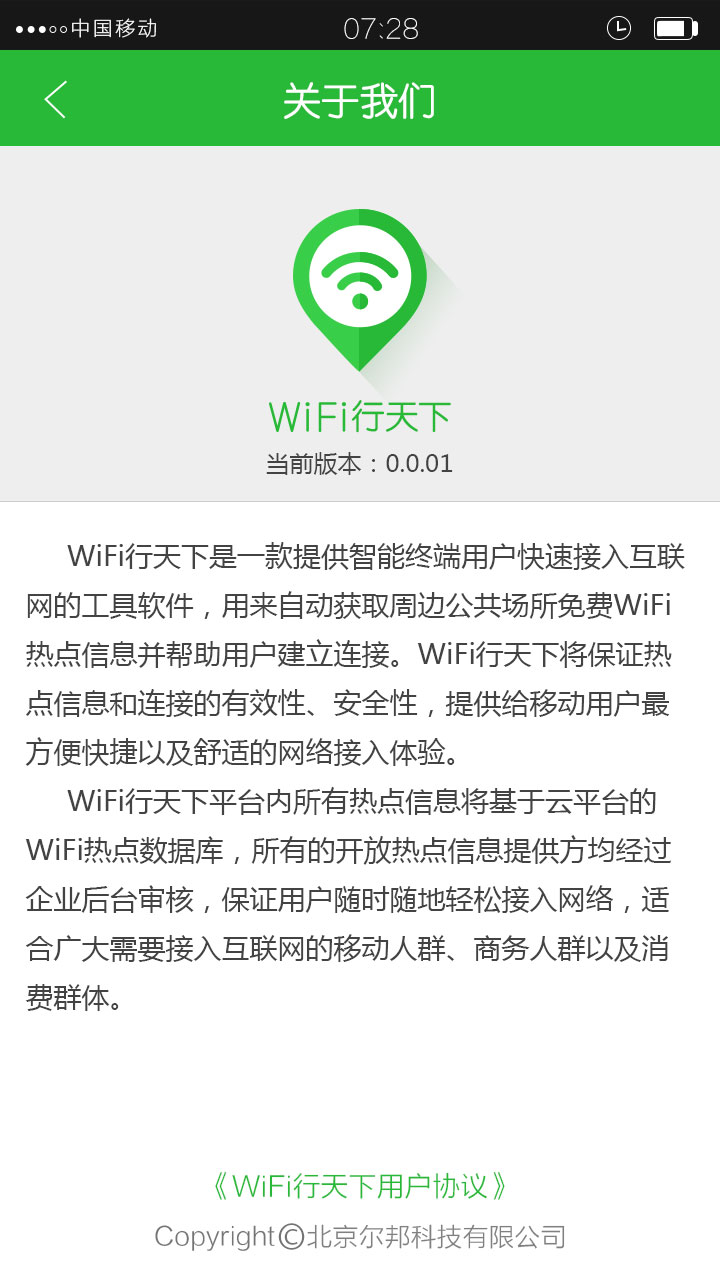 中国移动 07:28
关于我们
WiFi行天下
当前版本：0.0.01
WiFi行天下是一款提供智能终端用户快速接入互联
网的工具软件，用来自动获取周边公共场所免费WiFi
热点信息并帮助用户建立连接。WiFi行天下将保证热
点信息和连接的有效性、安全性，提供给移动用户最
方便快捷以及舒适的网络接入体验。
WiFi行天下平台内所有热点信息将基于云平台的
WiFi热点数据库，所有的开放热点信息提供方均经过
企业后台审核，保证用户随时随地轻松接入网络，适
合广大需要接入互联网的移动人群、商务人群以及消
费群体。
《WiFi行天下用户协议》
Copyright©北京尔邦科技有限公司